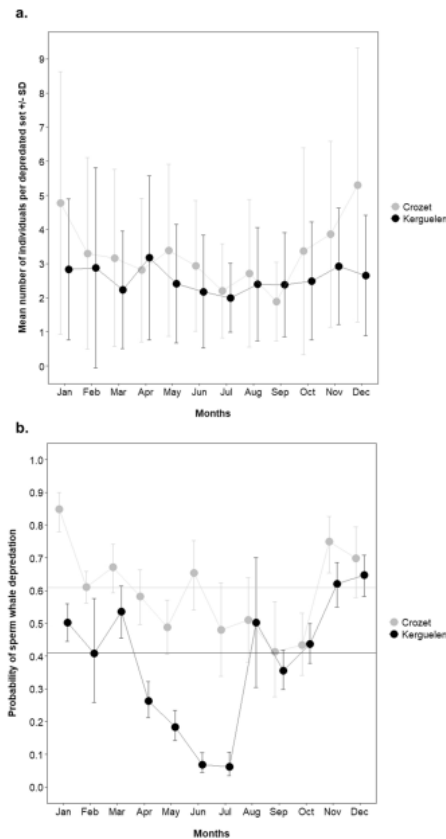 a.
Mean number of individuals per depredated set +/- SD
9
8
7
6
5
4
3
2
1
0
Jan Feb Mar Apr May Jun Jul Aug Sep Oct Nov Dec
Months
Crozet
Kerguelen
b.
Probability of sperm whale depredation
1.0
0.9
0.8
0.7
0.6
0.5
0.4
0.3
0.2
0.1
0.0
Jan Feb Mar Apr May Jun Jul Aug Sep Oct Nov Dec
Months
Crozet
Kerguelen